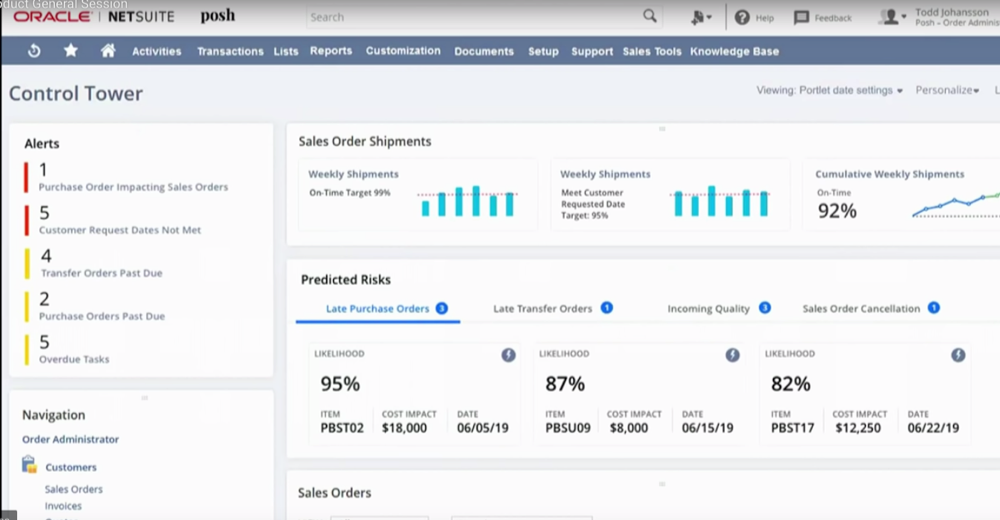 oduct General Session
ORACLE | NETSUITE posh
Search
Help
Feedback
Todd Johansson
Posh - Order Adminis
Activities Transactions Lists Reports Customization Documents Setup Support Sales Tools Knowledge Base
Control Tower
Viewing: Portlet date settings
Personalize
L
Alerts
1
Purchase Order Impacting Sales Orders
5
Customer Request Dates Not Met
4
Transfer Orders Past Due
2
Purchase Orders Past Due
5
Overdue Tasks
Navigation
Order Administrator
Customers
Sales Orders
Invoices
Sales Order Shipments
Weekly Shipments
On-Time Target 99%
Weekly Shipments
Meet Customer
Requested Date
Target: 95%
Cumulative Weekly Shipments
On-Time
92%
Predicted Risks
Late Purchase Orders 3
Late Transfer Orders 1
Incoming Quality 3
Sales Order Cancellation 1
LIKELIHOOD
95%
ITEM COST IMPACT DATE
PBST02 $18,000 06/05/19
LIKELIHOOD
87%
ITEM COST IMPACT DATE
PBSU09 $8,000 06/15/19
LIKELIHOOD
82%
ITEM COST IMPACT DATE
PBST17 $12,250 06/22/19
Sales Orders